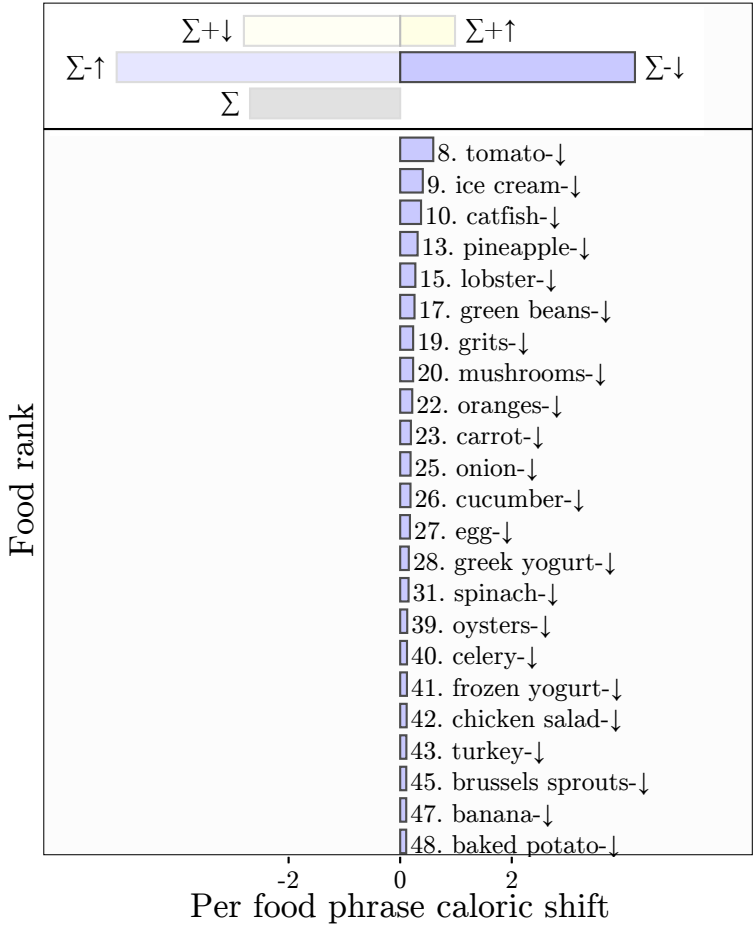 ∑+↓ ∑+↑
∑-↑ ∑-↓
∑
8. tomato-↓
9. ice cream-↓
10. catfish-↓
13. pineapple-↓
15. lobster-↓
17. green beans-↓
19. grits-↓
20. mushrooms-↓
22. oranges-↓
23. carrot-↓
25. onion-↓
26. cucumber-↓
27. egg-↓
28. greek yogurt-↓
31. spinach-↓
39. oysters-↓
40. celery-↓
41. frozen yogurt-↓
42. chicken salad-↓
43. turkey-↓
45. brussels sprouts-↓
47. banana-↓
48. baked potato-↓
Food rank
-2 0 2
Per food phrase caloric shift